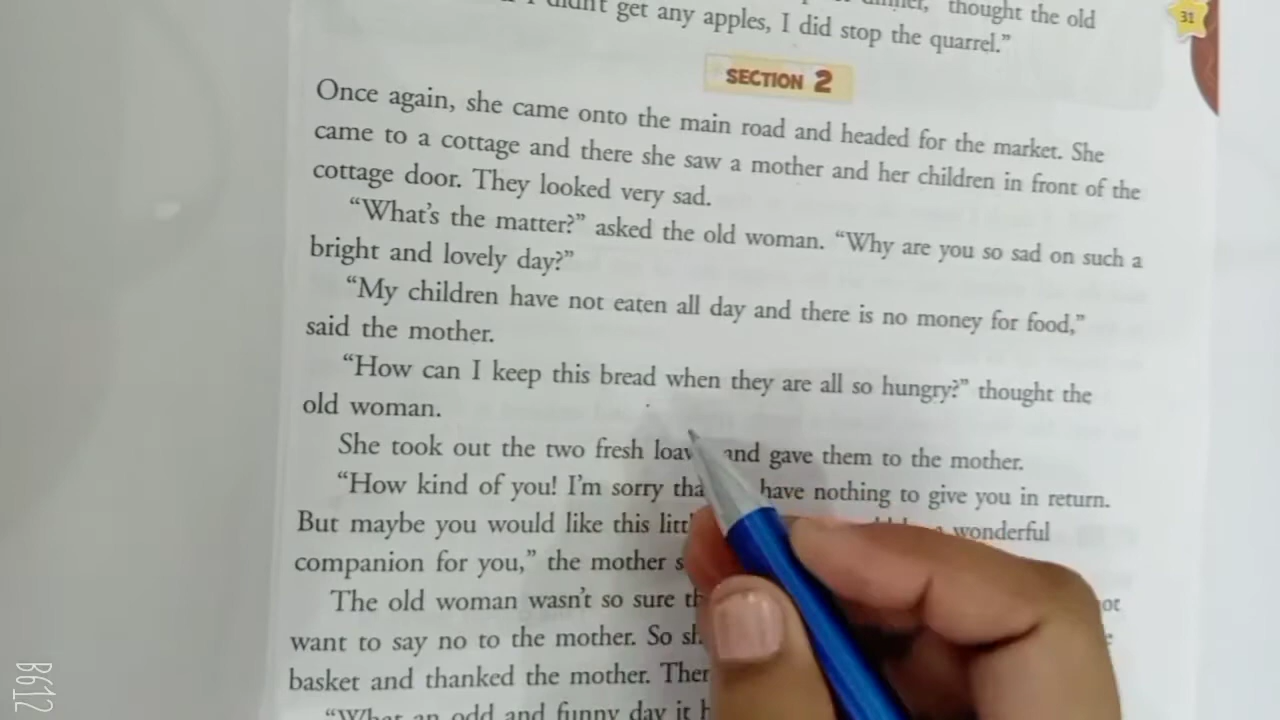 thought the old
31
get any apples, I did stop the quarrel.”
SECTION 2
Once again, she came onto the main road and headed for the market. She
came to a cottage and there she saw a mother and her children in front of the
cottage door. They looked very sad.
“What's the matter?” asked the old woman. “Why are you so sad on such a
bright and lovely day?”
“My children have not eaten all day and there is no money for food,”
said the mother.
“How can I keep this bread when they are all so hungry?” thought the
old woman.
She took out the two fresh and gave them to the mother.
“How kind of you! I'm sorry have nothing to give you in return.
But maybe you would like this wonderful
companion for you,” the mother
The old woman wasn't so sure
want to say no to the mother. So
basket and thanked the mother.
“What an odd and funny day it
B612